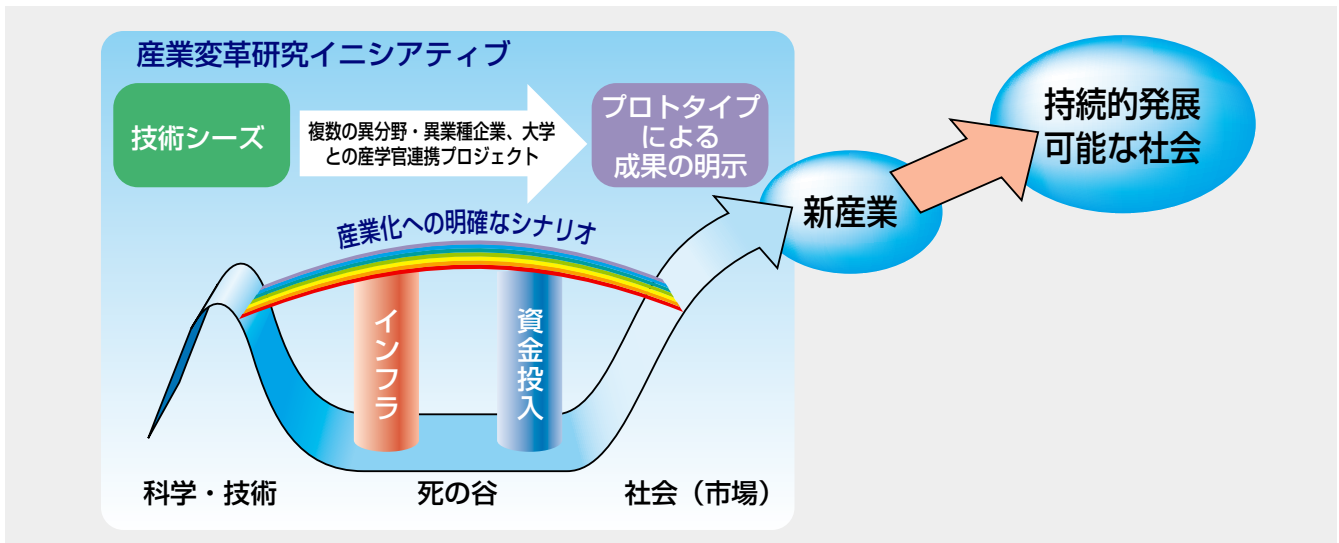 産業変革研究イニシアティブ
技術シーズ
複数の異分野・異業種企業、大学
との産学官連携プロジェクト
プロトタイプ
による
成果の明示
持続的発展
可能な社会
新産業
産業化への明確なシナリオ
インフラ
資金投入
科学・技術
死の谷
社会（市場）